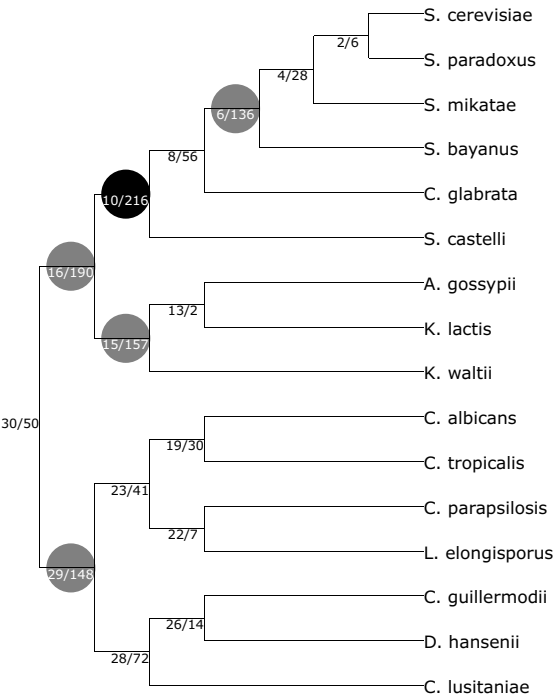 S. cerevisiae
2/6
S. paradoxus
4/28
S. mikatae
6/136
S. bayanus
8/56
C. glabrata
10/216
S. castelli
16/190
A. gossypii
13/2
K. lactis
15/157
K. waltii
30/50
C. albicans
19/30
C. tropicalis
23/41
C. parapsilosis
22/7
L. elongisporus
29/148
C. guillermodii
26/14
D. hansenii
28/72
C. lusitaniae